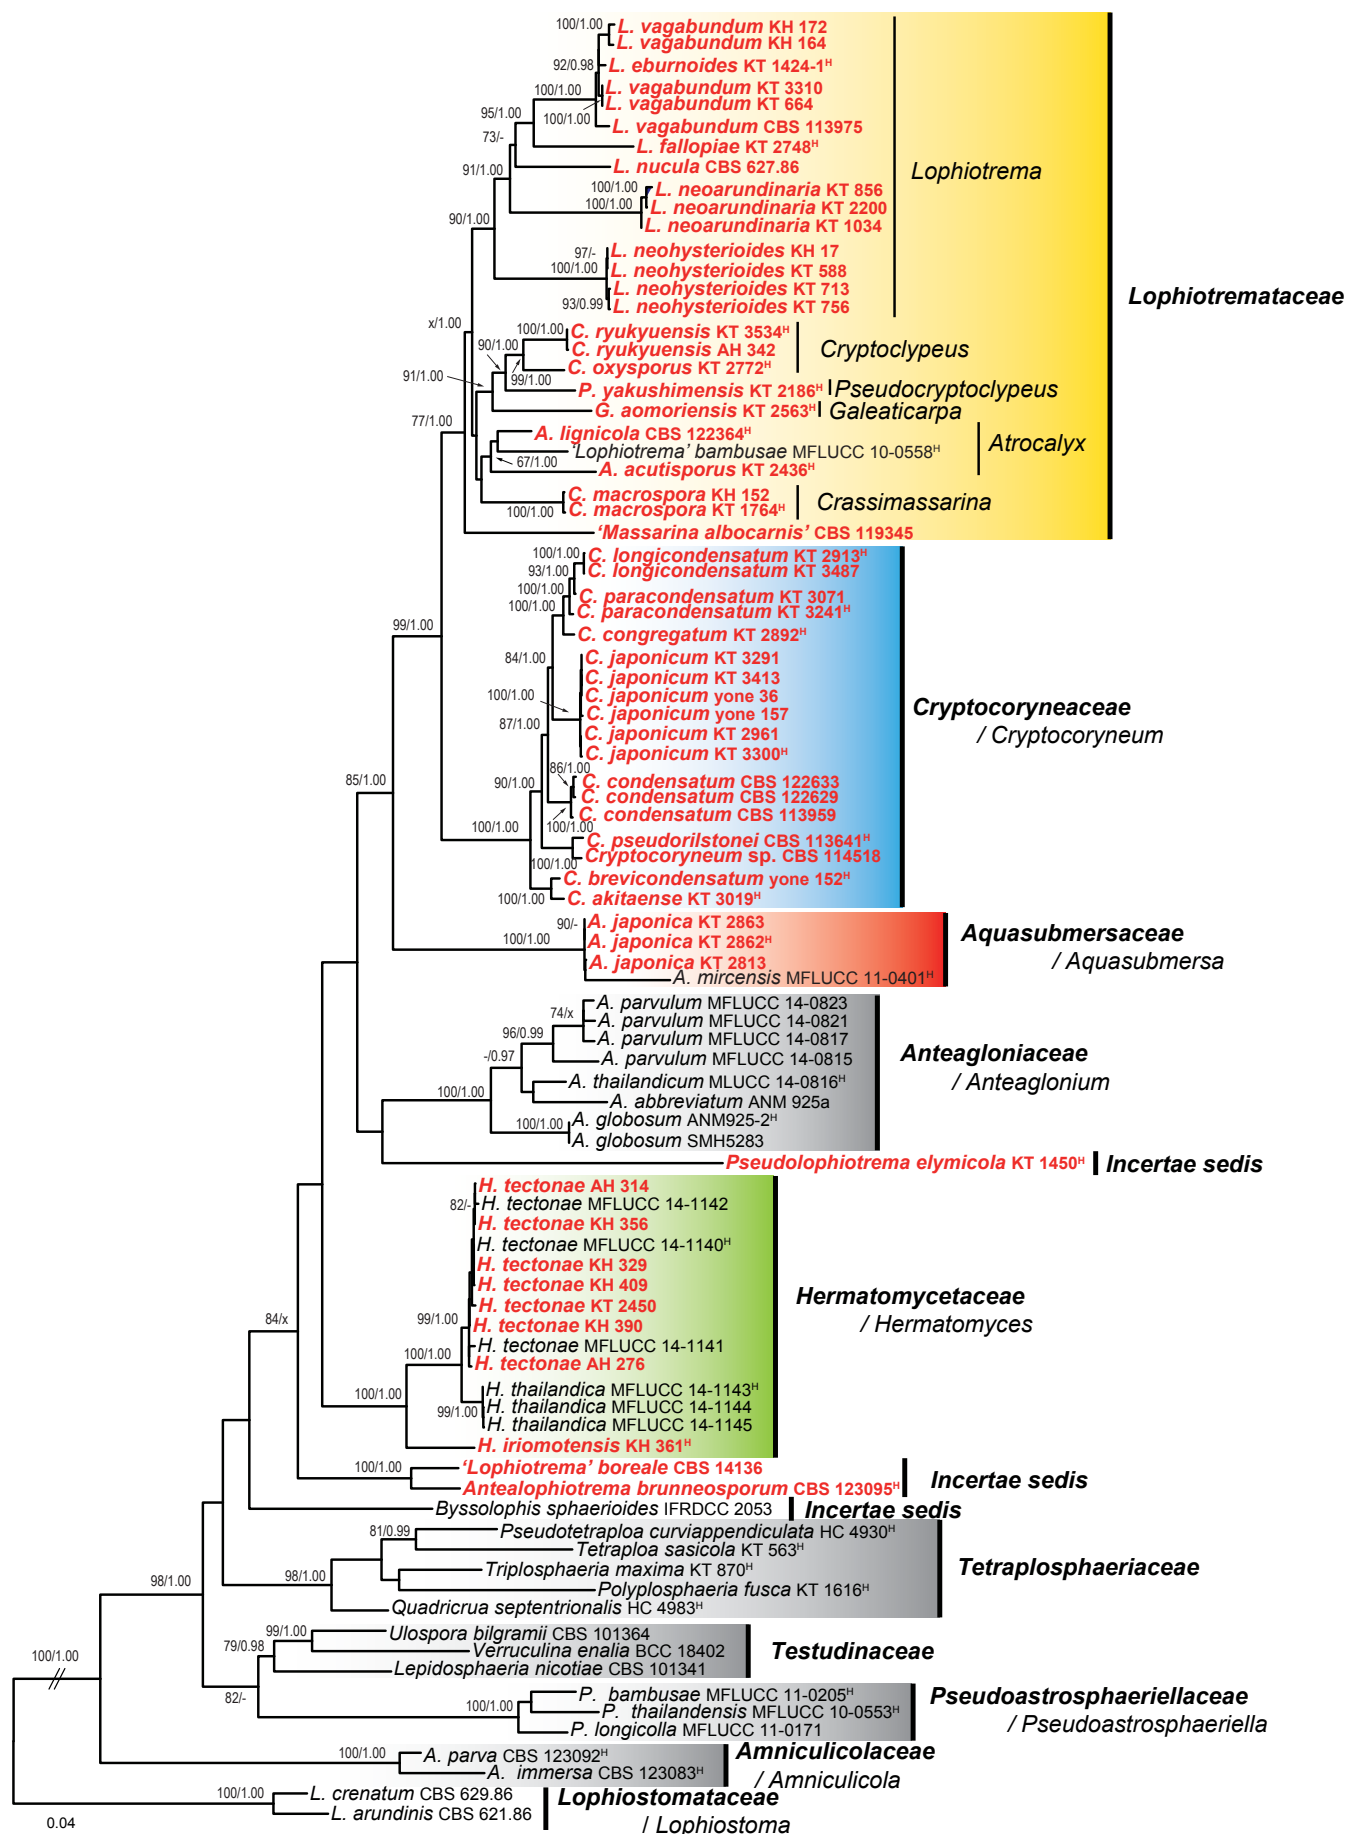 100/1.00
L. vagabundum KH 172
L. vagabundum KH 164
92/0.98
L. eburnoides KT 1424-1ᴴ
L. vagabundum KT 3310
100/1.00
L. vagabundum KT 664
100/1.00
L. vagabundum CBS 113975
95/1.00
L. fallopiae KT 2748ᴴ
73/-
L. nucula CBS 627.86
Lophiotrema
91/1.00
100/1.00
L. neoarundinaria KT 856
100/1.00
L. neoarundinaria KT 2200
L. neoarundinaria KT 1034
90/1.00
97/-
L. neohysterioides KH 17
100/1.00
L. neohysterioides KT 588
L. neohysterioides KT 713
93/0.99
L. neohysterioides KT 756
Lophiotremataceae
x/1.00
100/1.00
C. ryukyuensis KT 3534ᴴ
90/1.00
C. ryukyuensis AH 342
Cryptoclypeus
C. oxysporus KT 2772ᴴ
91/1.00
99/1.00
P. yakushimensis KT 2186ᴴ
Pseudocryptoclypeus
G. aomoriensis KT 2563ᴴ
Galeaticarpa
77/1.00
A. lignicola CBS 122364ᴴ
'Lophiotrema' bambusae MFLUCC 10-0558ᴴ
Atrocalyx
67/1.00
A. acutisporus KT 2436ᴴ
C. macrospora KH 152
100/1.00
C. macrospora KT 1764ᴴ
Crassimassarina
‘Massarina albocarnis’ CBS 119345
100/1.00
C. longicondensatum KT 2913ᴴ
93/1.00
C. longicondensatum KT 3487
100/1.00
C. paracondensatum KT 3071
100/1.00
C. paracondensatum KT 3241ᴴ
99/1.00
C. congregatum KT 2892ᴴ
84/1.00
C. japonicum KT 3291
C. japonicum KT 3413
100/1.00
C. japonicum yone 36
C. japonicum yone 157
Cryptocoryneaceae
/ Cryptocoryneum
87/1.00
C. japonicum KT 2961
C. japonicum KT 3300ᴴ
86/1.00
85/1.00
90/1.00
C. condensatum CBS 122633
C. condensatum CBS 122629
C. condensatum CBS 113959
100/1.00
100/1.00
C. pseudorilstonei CBS 113641ᴴ
Cryptocoryneum sp. CBS 114518
100/1.00
C. brevicondensatum yone 152ᴴ
100/1.00
C. akitaense KT 3019ᴴ
90/-
A. japonica KT 2863
100/1.00
A. japonica KT 2862ᴴ
Aquasubmersaceae
/ Aquasubmersa
A. japonica KT 2813
A. mircensis MFLUCC 11-0401ᴴ
A. parvulum MFLUCC 14-0823
74/x
A. parvulum MFLUCC 14-0821
96/0.99
A. parvulum MFLUCC 14-0817
-/0.97
A. parvulum MFLUCC 14-0815
Anteagloniaceae
/ Anteaglonium
A. thailandicum MLUCC 14-0816ᴴ
100/1.00
A. abbreviatum ANM 925a
A. globosum ANM925-2ᴴ
100/1.00
A. globosum SMH5283
Pseudolophiotrema elymicola KT 1450ᴴ
Incertae sedis
H. tectonae AH 314
82/-
H. tectonae MFLUCC 14-1142
H. tectonae KH 356
H. tectonae MFLUCC 14-1140ᴴ
H. tectonae KH 329
H. tectonae KH 409
Hermatomycetaceae
/ Hermatomyces
H. tectonae KT 2450
84/x
99/1.00
H. tectonae KH 390
H. tectonae MFLUCC 14-1141
100/1.00
H. tectonae AH 276
100/1.00
H. thailandica MFLUCC 14-1143ᴴ
99/1.00
H. thailandica MFLUCC 14-1144
H. thailandica MFLUCC 14-1145
H. iriomotensis KH 361ᴴ
100/1.00
‘Lophiotrema’ boreale CBS 14136
Antealophiotrema brunneosporum CBS 123095ᴴ
Incertae sedis
Byssolophis sphaerioides IFRDCC 2053
Incertae sedis
81/0.99
Pseudotetraploa curviappendiculata HC 4930ᴴ
Tetraploa sasicola KT 563ᴴ
98/1.00
98/1.00
Triplosphaeria maxima KT 870ᴴ
Tetraplosphaeriaceae
Polyplosphaeria fusca KT 1616ᴴ
Quadricrua septentrionalis HC 4983ᴴ
99/1.00
Ulospora bilgramii CBS 101364
79/0.98
Verruculina enalia BCC 18402
Testudinaceae
100/1.00
Lepidosphaeria nicotiae CBS 101341
82/-
P. bambusae MFLUCC 11-0205ᴴ
Pseudoastrosphaeriellaceae
/ Pseudoastrosphaeriella
100/1.00
P. thailandensis MFLUCC 10-0553ᴴ
P. longicolla MFLUCC 11-0171
100/1.00
A. parva CBS 123092ᴴ
Amniculicolaceae
/ Amniculicola
A. immersa CBS 123083ᴴ
100/1.00
L. crenatum CBS 629.86
Lophiostomataceae
/ Lophiostoma
L. arundinis CBS 621.86
0.04